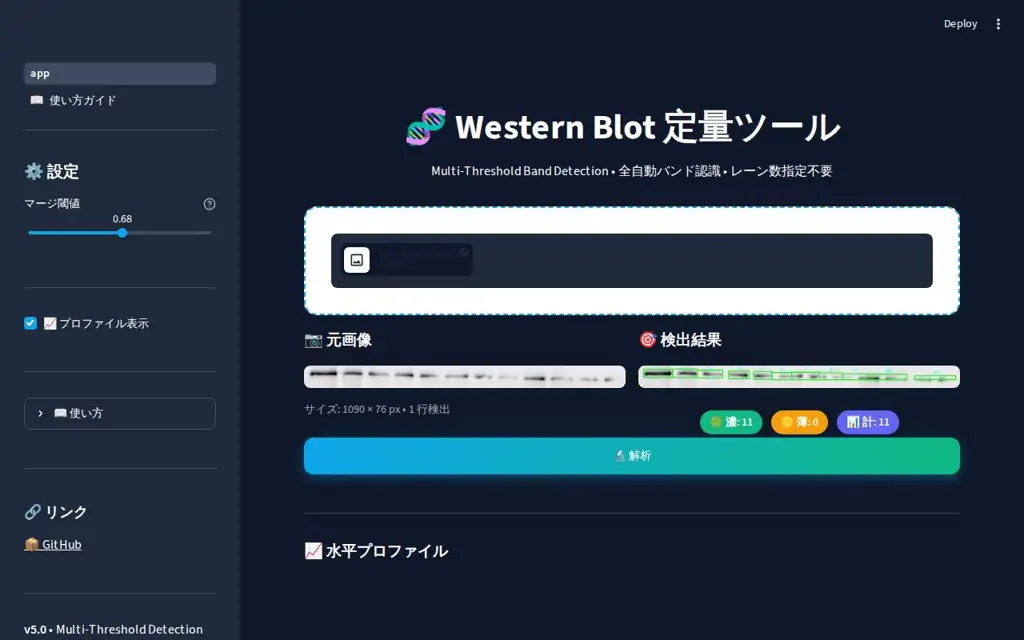 Deploy
app
使い方ガイド
設定
マージ閾値
0.68
プロファイル表示
使い方
リンク
GitHub
v5.0 • Multi-Threshold Detection
Western Blot 定量ツール
Multi-Threshold Band Detection • 全自動バンド認識 • レーン数指定不要
元画像
検出結果
サイズ: 1090 × 76 px • 1 行検出
濃: 11
薄: 0
計: 11
解析
水平プロファイル